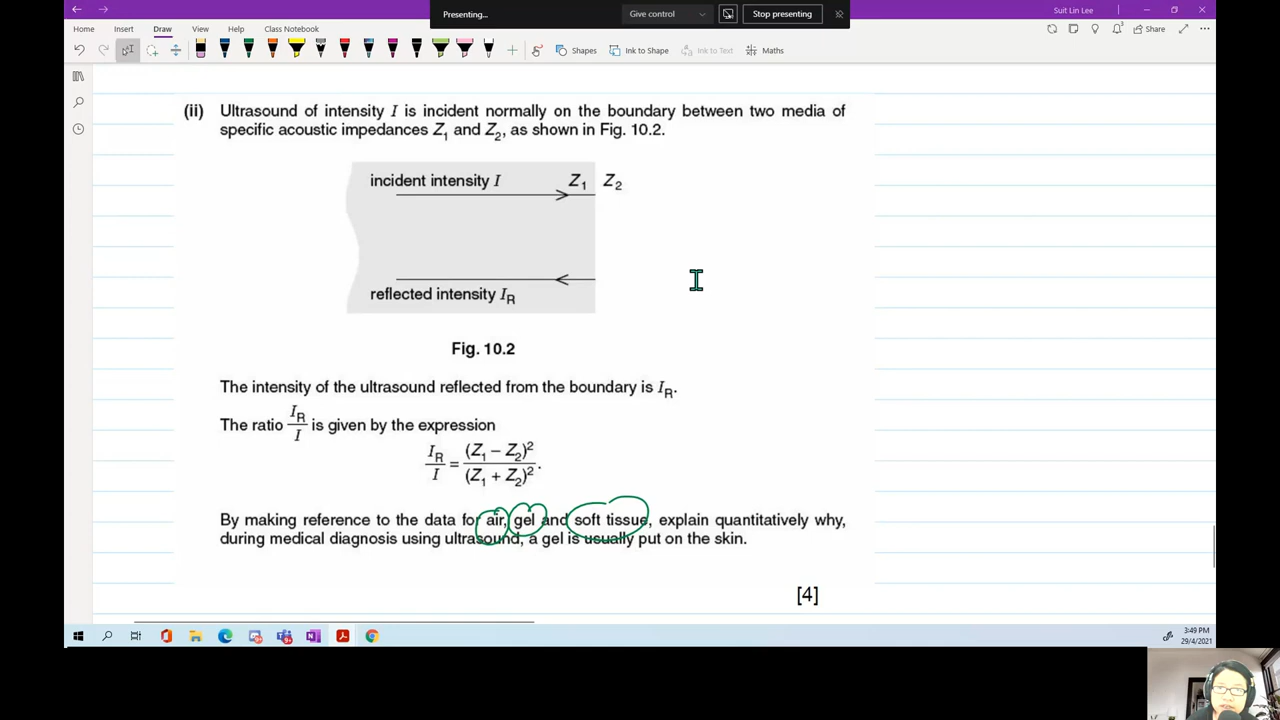 Presenting...
Give control
Stop presenting
Suit Lin Lee
Home Insert Draw View Help Class Notebook
Share
Shapes Ink to Shape Ink to Text Maths
(ii) Ultrasound of intensity I is incident normally on the boundary between two media of
specific acoustic impedances Z₁ and Z₂, as shown in Fig. 10.2.
incident intensity I Z₁ Z₂
reflected intensity I_R
Fig. 10.2
The intensity of the ultrasound reflected from the boundary is I_R.
The ratio I_R/I is given by the expression
I_R/I = (Z₁ − Z₂)²/(Z₁ + Z₂)².
By making reference to the data for air, gel and soft tissue, explain quantitatively why,
during medical diagnosis using ultrasound, a gel is usually put on the skin.
[4]
3:49 PM
29/4/2021